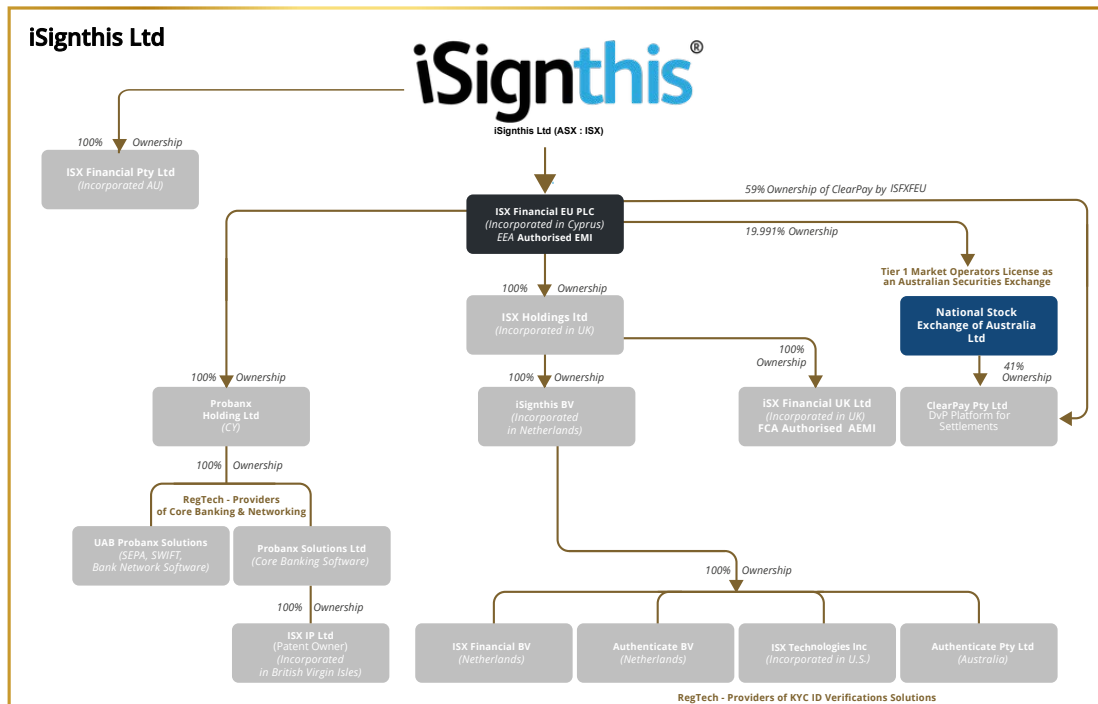 iSignthis Ltd
iSignthis®
iSignthis Ltd (ASX : ISX)
100% Ownership
ISX Financial Pty Ltd
(Incorporated AU)
59% Ownership of ClearPay by ISFXFEU
ISX Financial EU PLC
(Incorporated in Cyprus)
EEA Authorised EMI
19.991% Ownership
Tier 1 Market Operators License as
an Australian Securities Exchange
100% Ownership
ISX Holdings ltd
(Incorporated in UK)
National Stock
Exchange of Australia
Ltd
100%
Ownership
41%
Ownership
100% Ownership
100% Ownership
Probanx
Holding Ltd
(CY)
iSignthis BV
(Incorporated
in Netherlands)
iSX Financial UK Ltd
(Incorporated in UK)
FCA Authorised AEMI
ClearPay Pty Ltd
DvP Platform for
Settlements
100% Ownership
RegTech - Providers
of Core Banking & Networking
UAB Probanx Solutions
(SEPA, SWIFT,
Bank Network Software)
Probanx Solutions Ltd
(Core Banking Software)
100% Ownership
100% Ownership
ISX IP Ltd
(Patent Owner)
(Incorporated
in British Virgin Isles)
ISX Financial BV
(Netherlands)
Authenticate BV
(Netherlands)
ISX Technologies Inc
(Incorporated in U.S.)
Authenticate Pty Ltd
(Australia)
RegTech - Providers of KYC ID Verifications Solutions